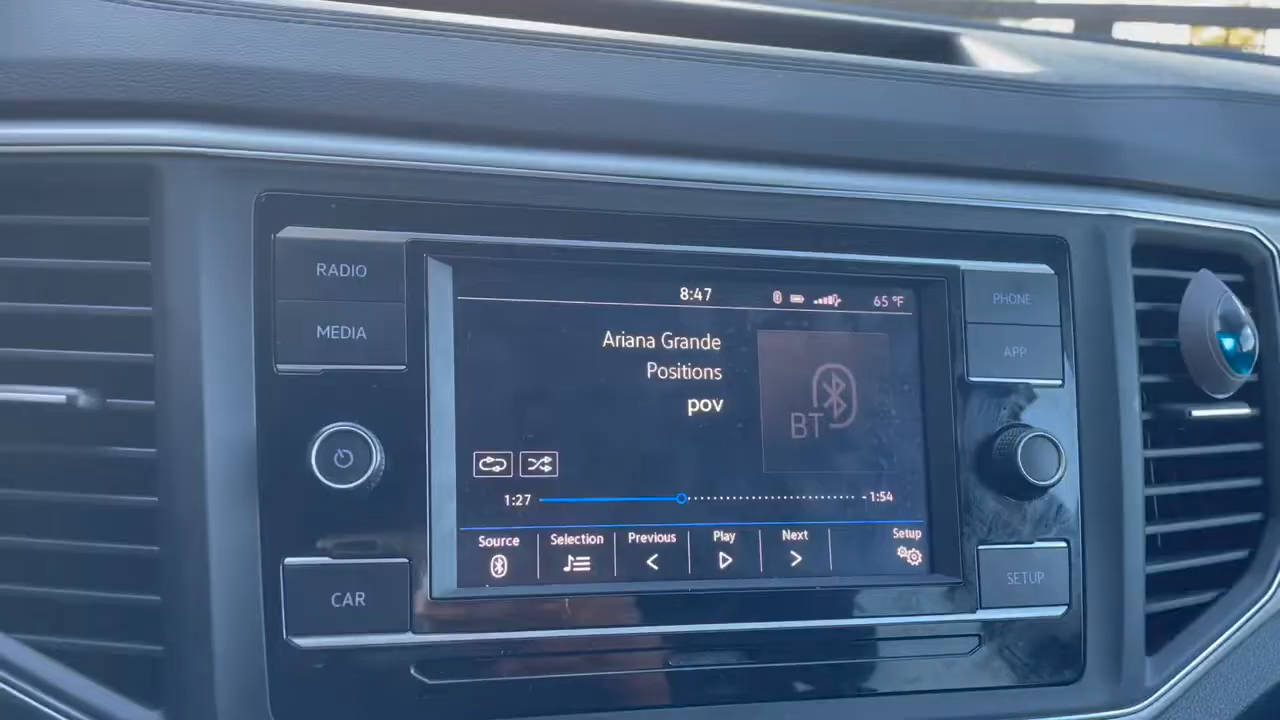 RADIO
MEDIA
CAR
8:47
65 °F
Ariana Grande
Positions
pov
BT
1:27
-1:54
Source
Selection
Previous
Play
Next
Setup
PHONE
APP
SETUP